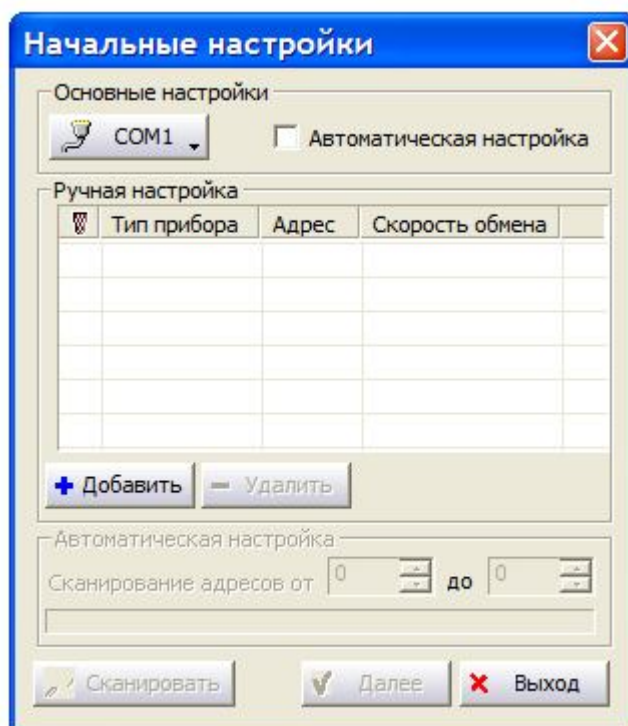 Начальные настройки
Основные настройки
COM1
Автоматическая настройка
Ручная настройка
Тип прибора Адрес Скорость обмена
Добавить Удалить
Автоматическая настройка
Сканирование адресов от 0 до 0
Сканировать Далее Выход